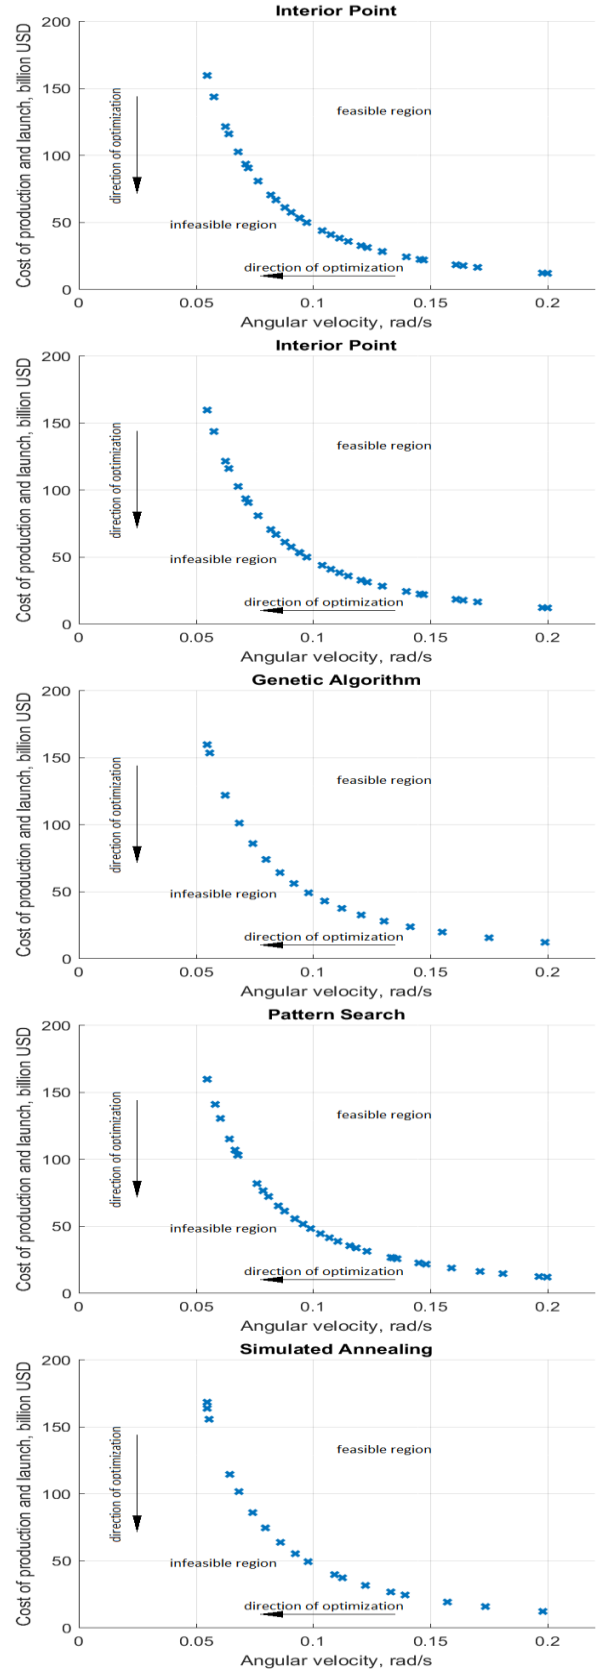 Interior Point
Cost of production and launch, billion USD
200
150
100
50
0
direction of optimization
feasible region
infeasible region
direction of optimization
0
0.05
0.1
0.15
0.2
Angular velocity, rad/s
Interior Point
Cost of production and launch, billion USD
200
150
100
50
0
direction of optimization
feasible region
infeasible region
direction of optimization
0
0.05
0.1
0.15
0.2
Angular velocity, rad/s
Genetic Algorithm
Cost of production and launch, billion USD
200
150
100
50
0
direction of optimization
feasible region
infeasible region
direction of optimization
0
0.05
0.1
0.15
0.2
Angular velocity, rad/s
Pattern Search
Cost of production and launch, billion USD
200
150
100
50
0
direction of optimization
feasible region
infeasible region
direction of optimization
0
0.05
0.1
0.15
0.2
Angular velocity, rad/s
Simulated Annealing
Cost of production and launch, billion USD
200
150
100
50
0
direction of optimization
feasible region
infeasible region
direction of optimization
0
0.05
0.1
0.15
0.2
Angular velocity, rad/s